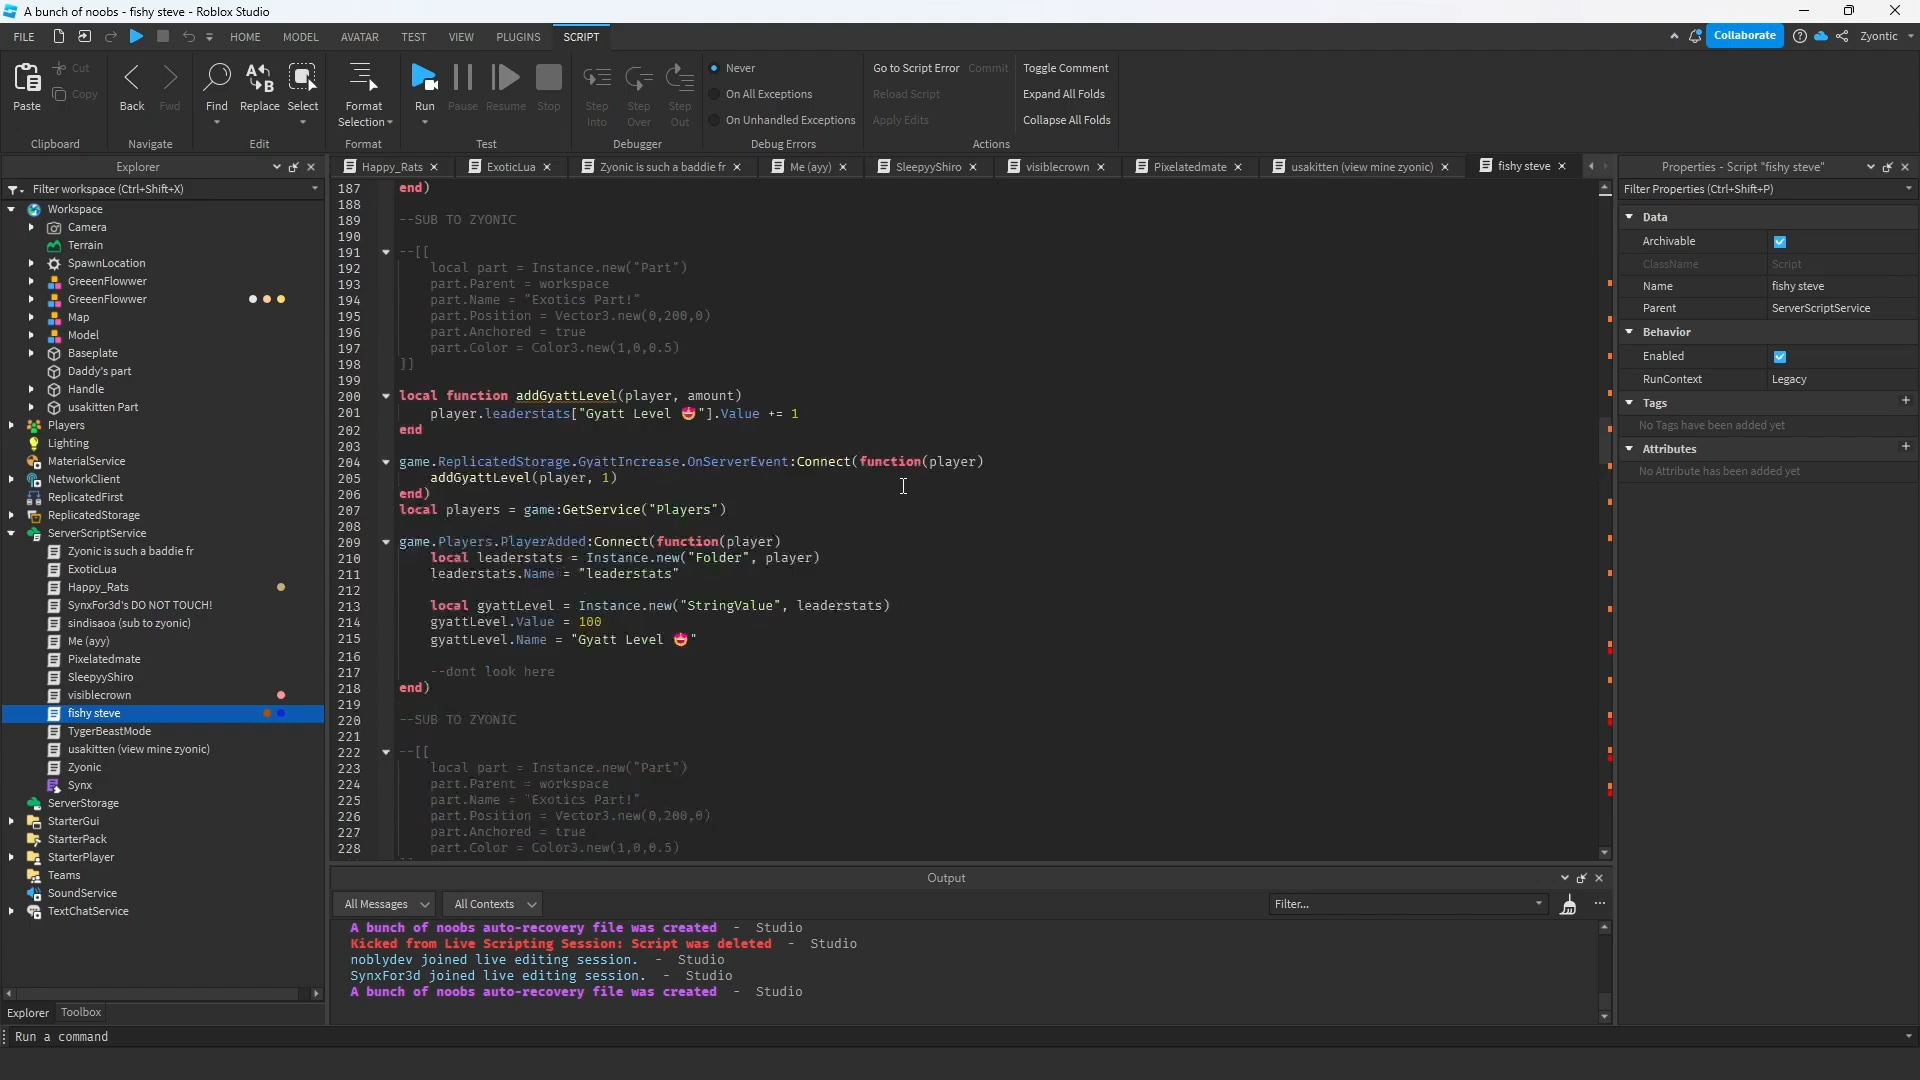 A bunch of noobs - fishy steve - Roblox Studio
FILE HOME MODEL AVATAR TEST VIEW PLUGINS SCRIPT Collaborate Zyontic
Paste Cut Copy Back Fwd Find Replace Select Format Selection Run Pause Resume Stop Step Into Step Over Step Out
Never
On All Exceptions
On Unhandled Exceptions
Go to Script Error Commit
Reload Script
Apply Edits
Toggle Comment
Expand All Folds
Collapse All Folds
Clipboard Navigate Edit Format Test Debugger Debug Errors Actions
Explorer
Filter workspace (Ctrl+Shift+X)
Workspace
Camera
Terrain
SpawnLocation
GreeenFlowwer
GreeenFlowwer
Map
Model
Baseplate
Daddy's part
Handle
usakitten Part
Players
Lighting
MaterialService
NetworkClient
ReplicatedFirst
ReplicatedStorage
ServerScriptService
Zyonic is such a baddie fr
ExoticLua
Happy_Rats
SynxFor3d's DO NOT TOUCH!
sindisaoa (sub to zyonic)
Me (ayy)
Pixelatedmate
SleepyyShiro
visiblecrown
fishy steve
TygerBeastMode
usakitten (view mine zyonic)
Zyonic
Synx
ServerStorage
StarterGui
StarterPack
StarterPlayer
Teams
SoundService
TextChatService
Explorer Toolbox
Happy_Rats ExoticLua Zyonic is such a baddie fr Me (ayy) SleepyyShiro visiblecrown Pixelatedmate usakitten (view mine zyonic) fishy steve
187 end)
188
189 --SUB TO ZYONIC
190
191 --[[
192 local part = Instance.new("Part")
193 part.Parent = workspace
194 part.Name = "Exotics Part!"
195 part.Position = Vector3.new(0,200,0)
196 part.Anchored = true
197 part.Color = Color3.new(1,0,0.5)
198 ]]
199
200 local function addGyattLevel(player, amount)
201 player.leaderstats["Gyatt Level 🤩"].Value += 1
202 end
203
204 game.ReplicatedStorage.GyattIncrease.OnServerEvent:Connect(function(player)
205 addGyattLevel(player, 1)
206 end)
207 local players = game:GetService("Players")
208
209 game.Players.PlayerAdded:Connect(function(player)
210 local leaderstats = Instance.new("Folder", player)
211 leaderstats.Name = "leaderstats"
212
213 local gyattLevel = Instance.new("StringValue", leaderstats)
214 gyattLevel.Value = 100
215 gyattLevel.Name = "Gyatt Level 🤩"
216
217 --dont look here
218 end)
219
220 --SUB TO ZYONIC
221
222 --[[
223 local part = Instance.new("Part")
224 part.Parent = workspace
225 part.Name = "Exotics Part!"
226 part.Position = Vector3.new(0,200,0)
227 part.Anchored = true
228 part.Color = Color3.new(1,0,0.5)
Output
All Messages All Contexts Filter...
A bunch of noobs auto-recovery file was created - Studio
Kicked from Live Scripting Session: Script was deleted - Studio
noblydev joined live editing session. - Studio
SynxFor3d joined live editing session. - Studio
A bunch of noobs auto-recovery file was created - Studio
Run a command
Properties - Script "fishy steve"
Filter Properties (Ctrl+Shift+P)
Data
Archivable
ClassName Script
Name fishy steve
Parent ServerScriptService
Behavior
Enabled
RunContext Legacy
Tags
No Tags have been added yet
Attributes
No Attribute has been added yet